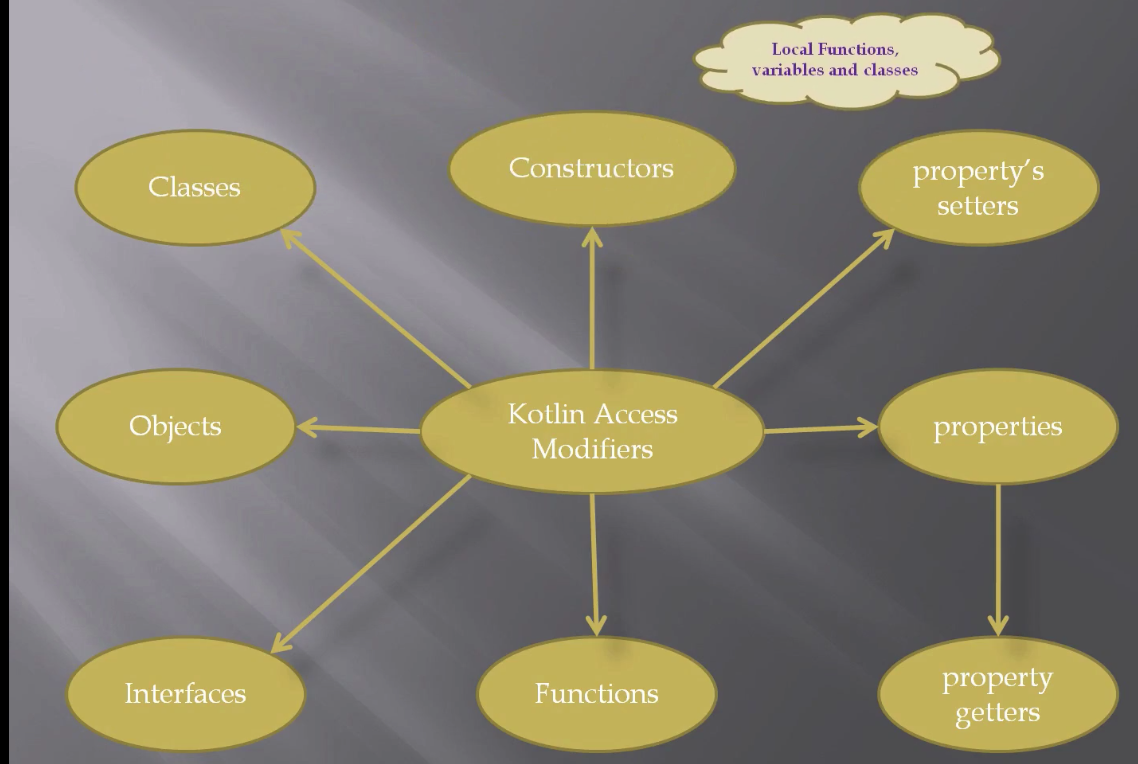 Local Functions,
variables and classes
Classes
Constructors
property’s
setters
Objects
Kotlin Access
Modifiers
properties
Interfaces
Functions
property
getters